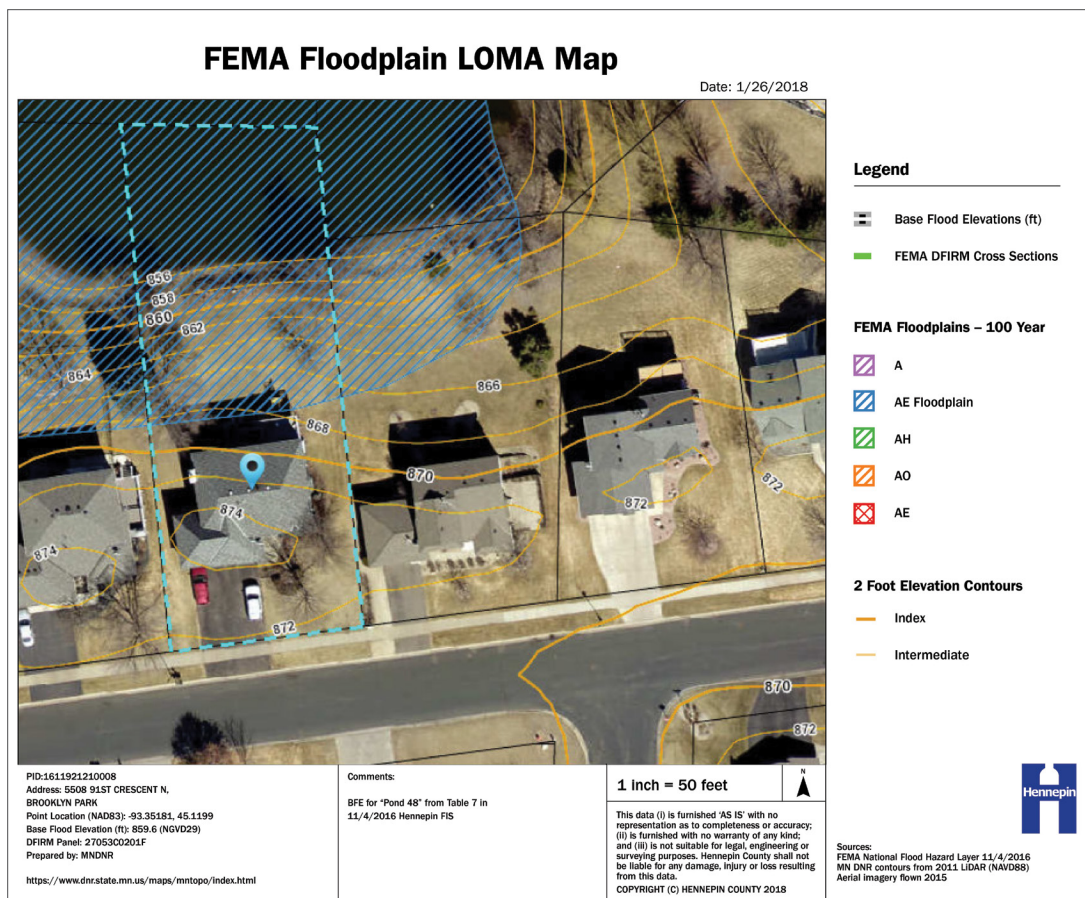 FEMA Floodplain LOMA Map
Date: 1/26/2018
856
858
860
862
864
866
868
870
874
874
872
872
872
870
872
Legend
Base Flood Elevations (ft)
FEMA DFIRM Cross Sections
FEMA Floodplains – 100 Year
A
AE Floodplain
AH
AO
AE
2 Foot Elevation Contours
Index
Intermediate
PID:1611921210008
Address: 5508 91ST CRESCENT N,
BROOKLYN PARK
Point Location (NAD83): -93.35181, 45.1199
Base Flood Elevation (ft): 859.6 (NGVD29)
DFIRM Panel: 27053C0201F
Prepared by: MNDNR
https://www.dnr.state.mn.us/maps/mntopo/index.html
Comments:
BFE for “Pond 48” from Table 7 in
11/4/2016 Hennepin FIS
1 inch = 50 feet
N
This data (i) is furnished ‘AS IS’ with no
representation as to completeness or accuracy;
(ii) is furnished with no warranty of any kind;
and (iii) is not suitable for legal, engineering or
surveying purposes. Hennepin County shall not
be liable for any damage, injury or loss resulting
from this data.
COPYRIGHT (C) HENNEPIN COUNTY 2018
Hennepin
Sources:
FEMA National Flood Hazard Layer 11/4/2016
MN DNR contours from 2011 LiDAR (NAVD88)
Aerial imagery flown 2015